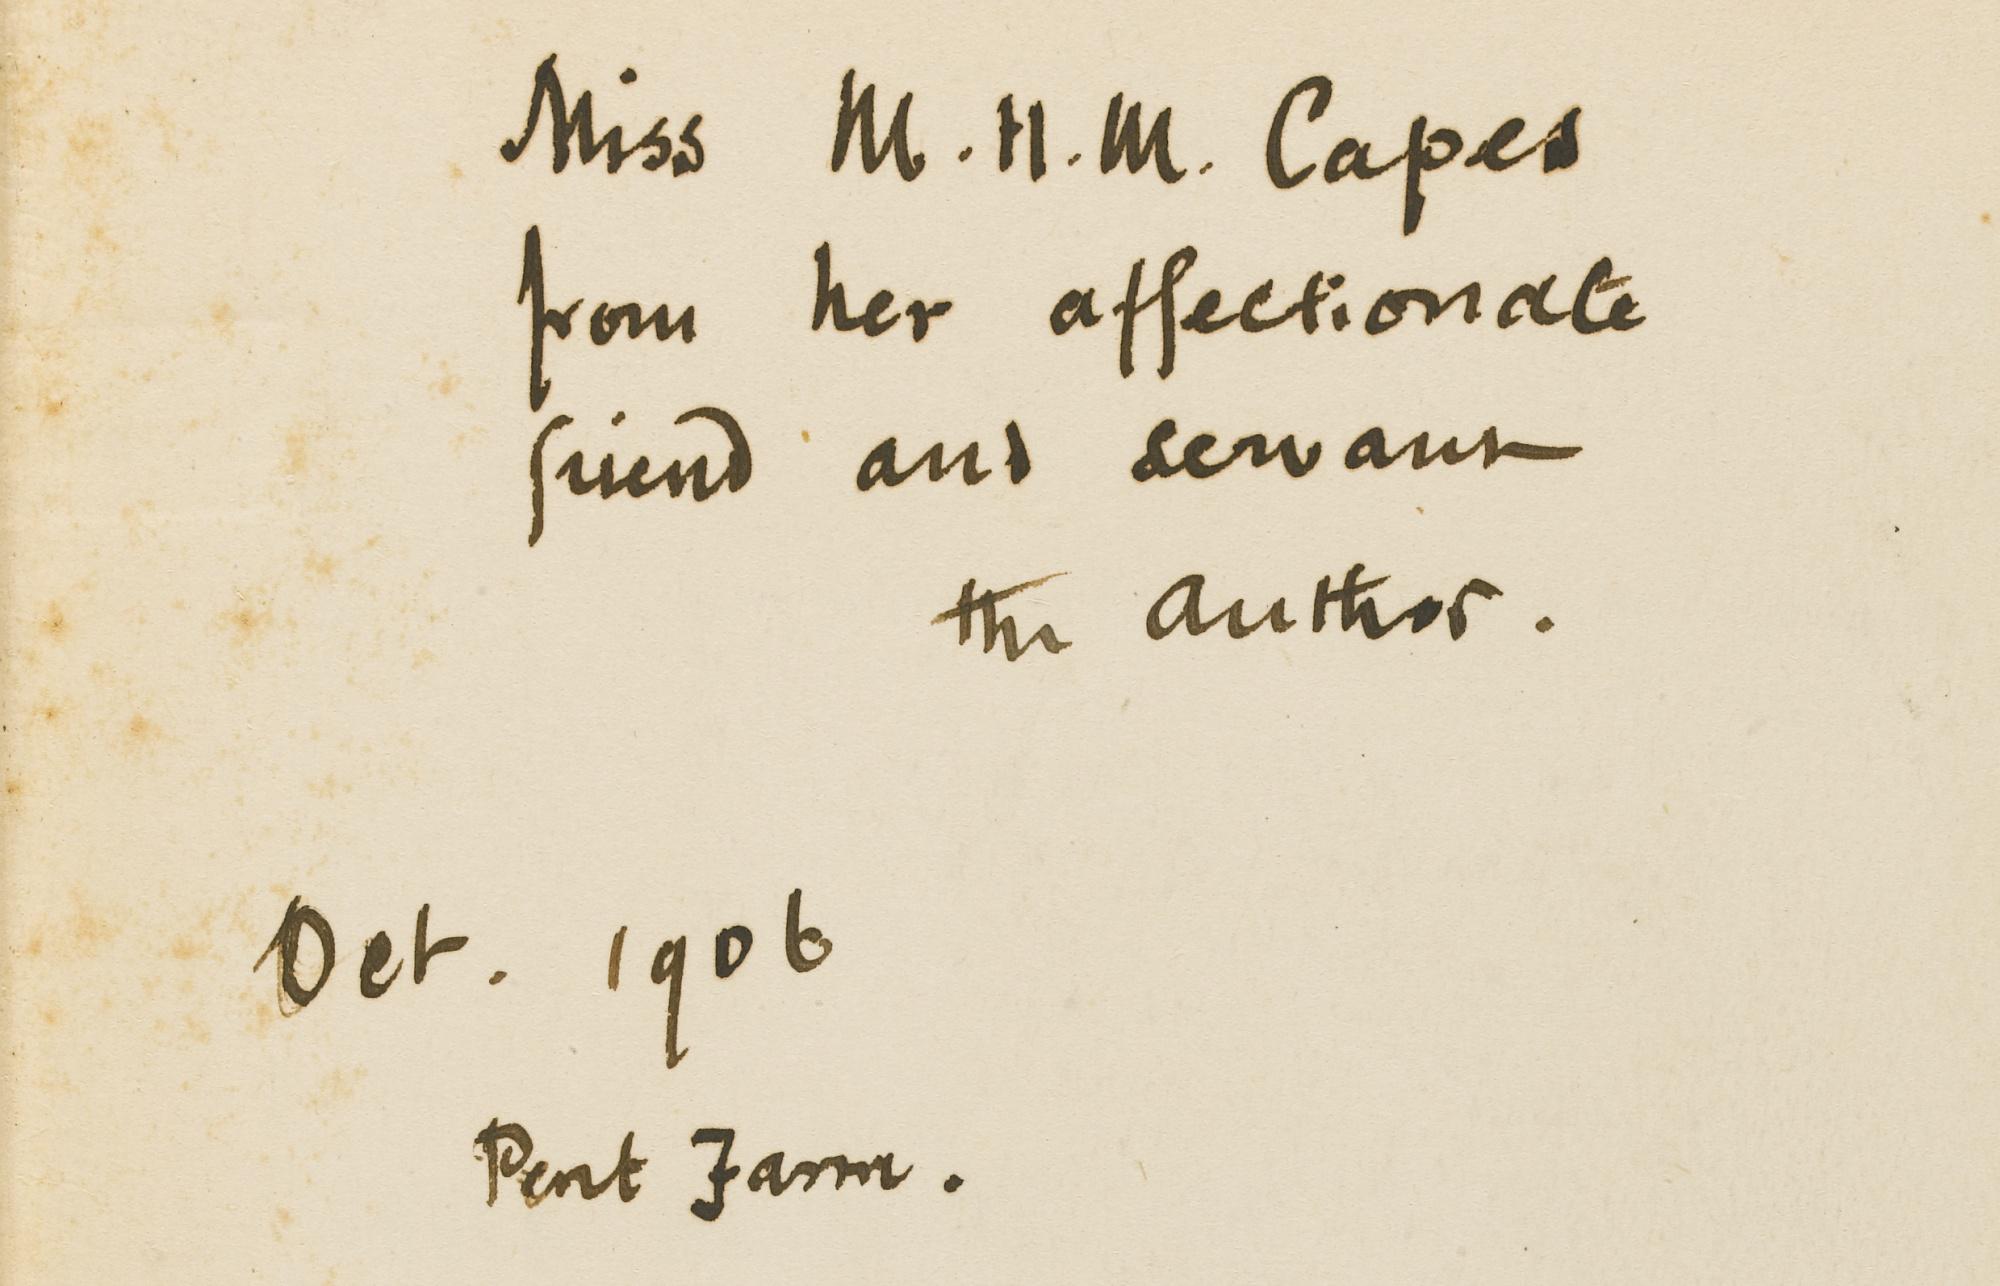 Miss M.H.M. Capes
from her affectionate
friend and servant
the Author.
Oct. 1906
Pent Farm.